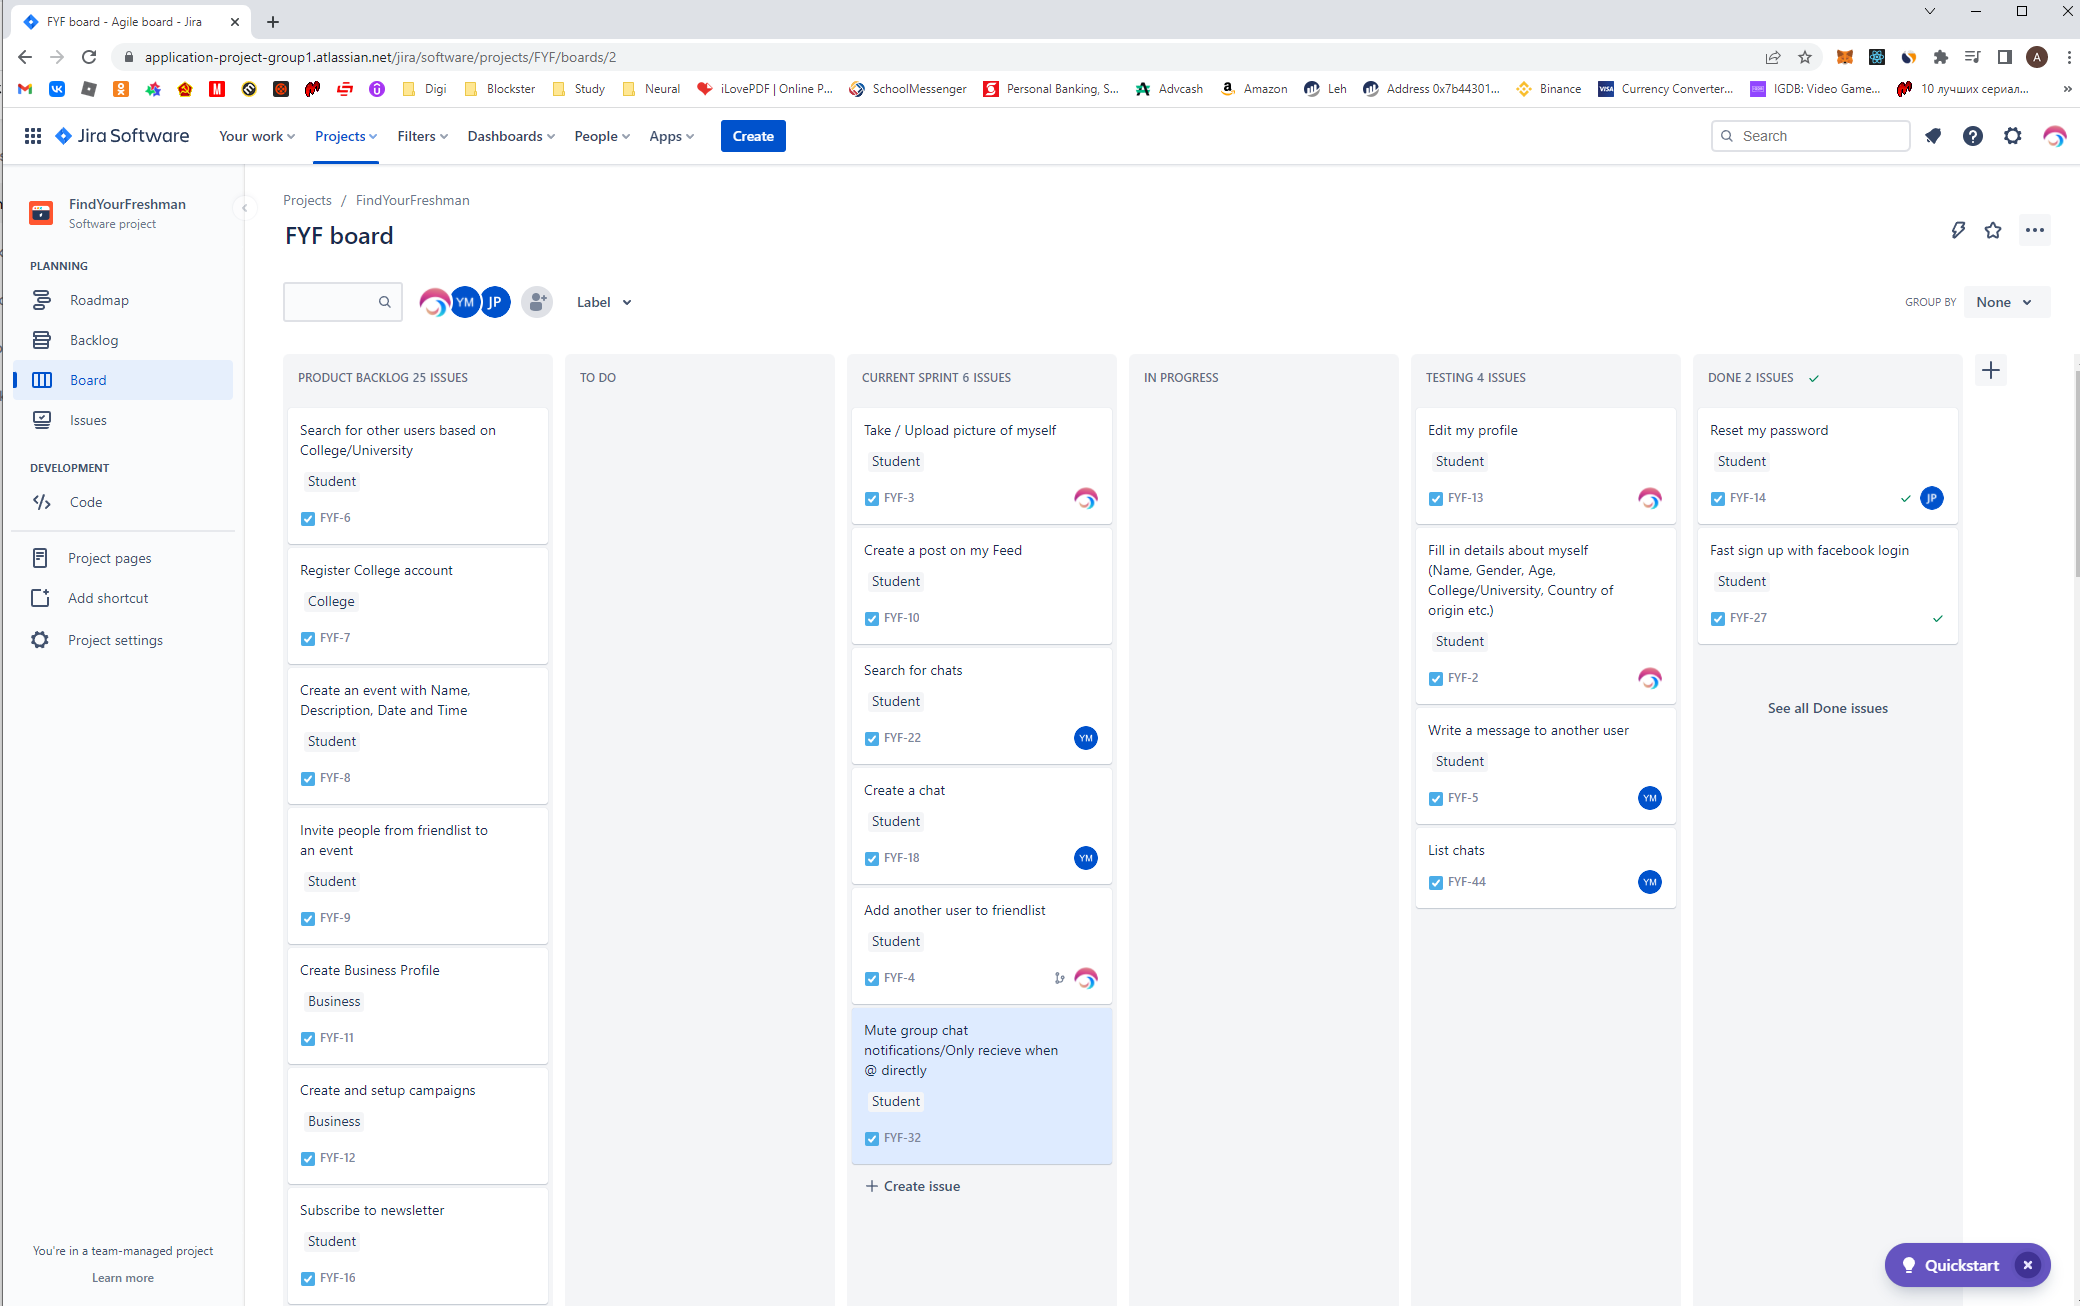 FYF board - Agile board - Jira
application-project-group1.atlassian.net/jira/software/projects/FYF/boards/2
A
Digi
Blockster
Study
Neural
iLovePDF | Online P...
SchoolMessenger
Personal Banking, S...
Advcash
Amazon
Leh
Address 0x7b44301...
Binance
Currency Converter...
IGDB: Video Game...
10 лучших сериал...
»
Jira Software
Your work
Projects
Filters
Dashboards
People
Apps
Create
Search
FindYourFreshman
Software project
PLANNING
Roadmap
Backlog
Board
Issues
DEVELOPMENT
Code
Project pages
Add shortcut
Project settings
You're in a team-managed project
Learn more
Projects / FindYourFreshman
FYF board
YM
JP
Label
GROUP BY
None
PRODUCT BACKLOG 25 ISSUES
Search for other users based on
College/University
Student
FYF-6
Register College account
College
FYF-7
Create an event with Name,
Description, Date and Time
Student
FYF-8
Invite people from friendlist to
an event
Student
FYF-9
Create Business Profile
Business
FYF-11
Create and setup campaigns
Business
FYF-12
Subscribe to newsletter
Student
FYF-16
TO DO
CURRENT SPRINT 6 ISSUES
Take / Upload picture of myself
Student
FYF-3
Create a post on my Feed
Student
FYF-10
Search for chats
Student
FYF-22
YM
Create a chat
Student
FYF-18
YM
Add another user to friendlist
Student
FYF-4
Mute group chat
notifications/Only recieve when
@ directly
Student
FYF-32
+ Create issue
IN PROGRESS
TESTING 4 ISSUES
Edit my profile
Student
FYF-13
Fill in details about myself
(Name, Gender, Age,
College/University, Country of
origin etc.)
Student
FYF-2
Write a message to another user
Student
FYF-5
YM
List chats
FYF-44
YM
DONE 2 ISSUES
Reset my password
Student
FYF-14
JP
Fast sign up with facebook login
Student
FYF-27
See all Done issues
Quickstart